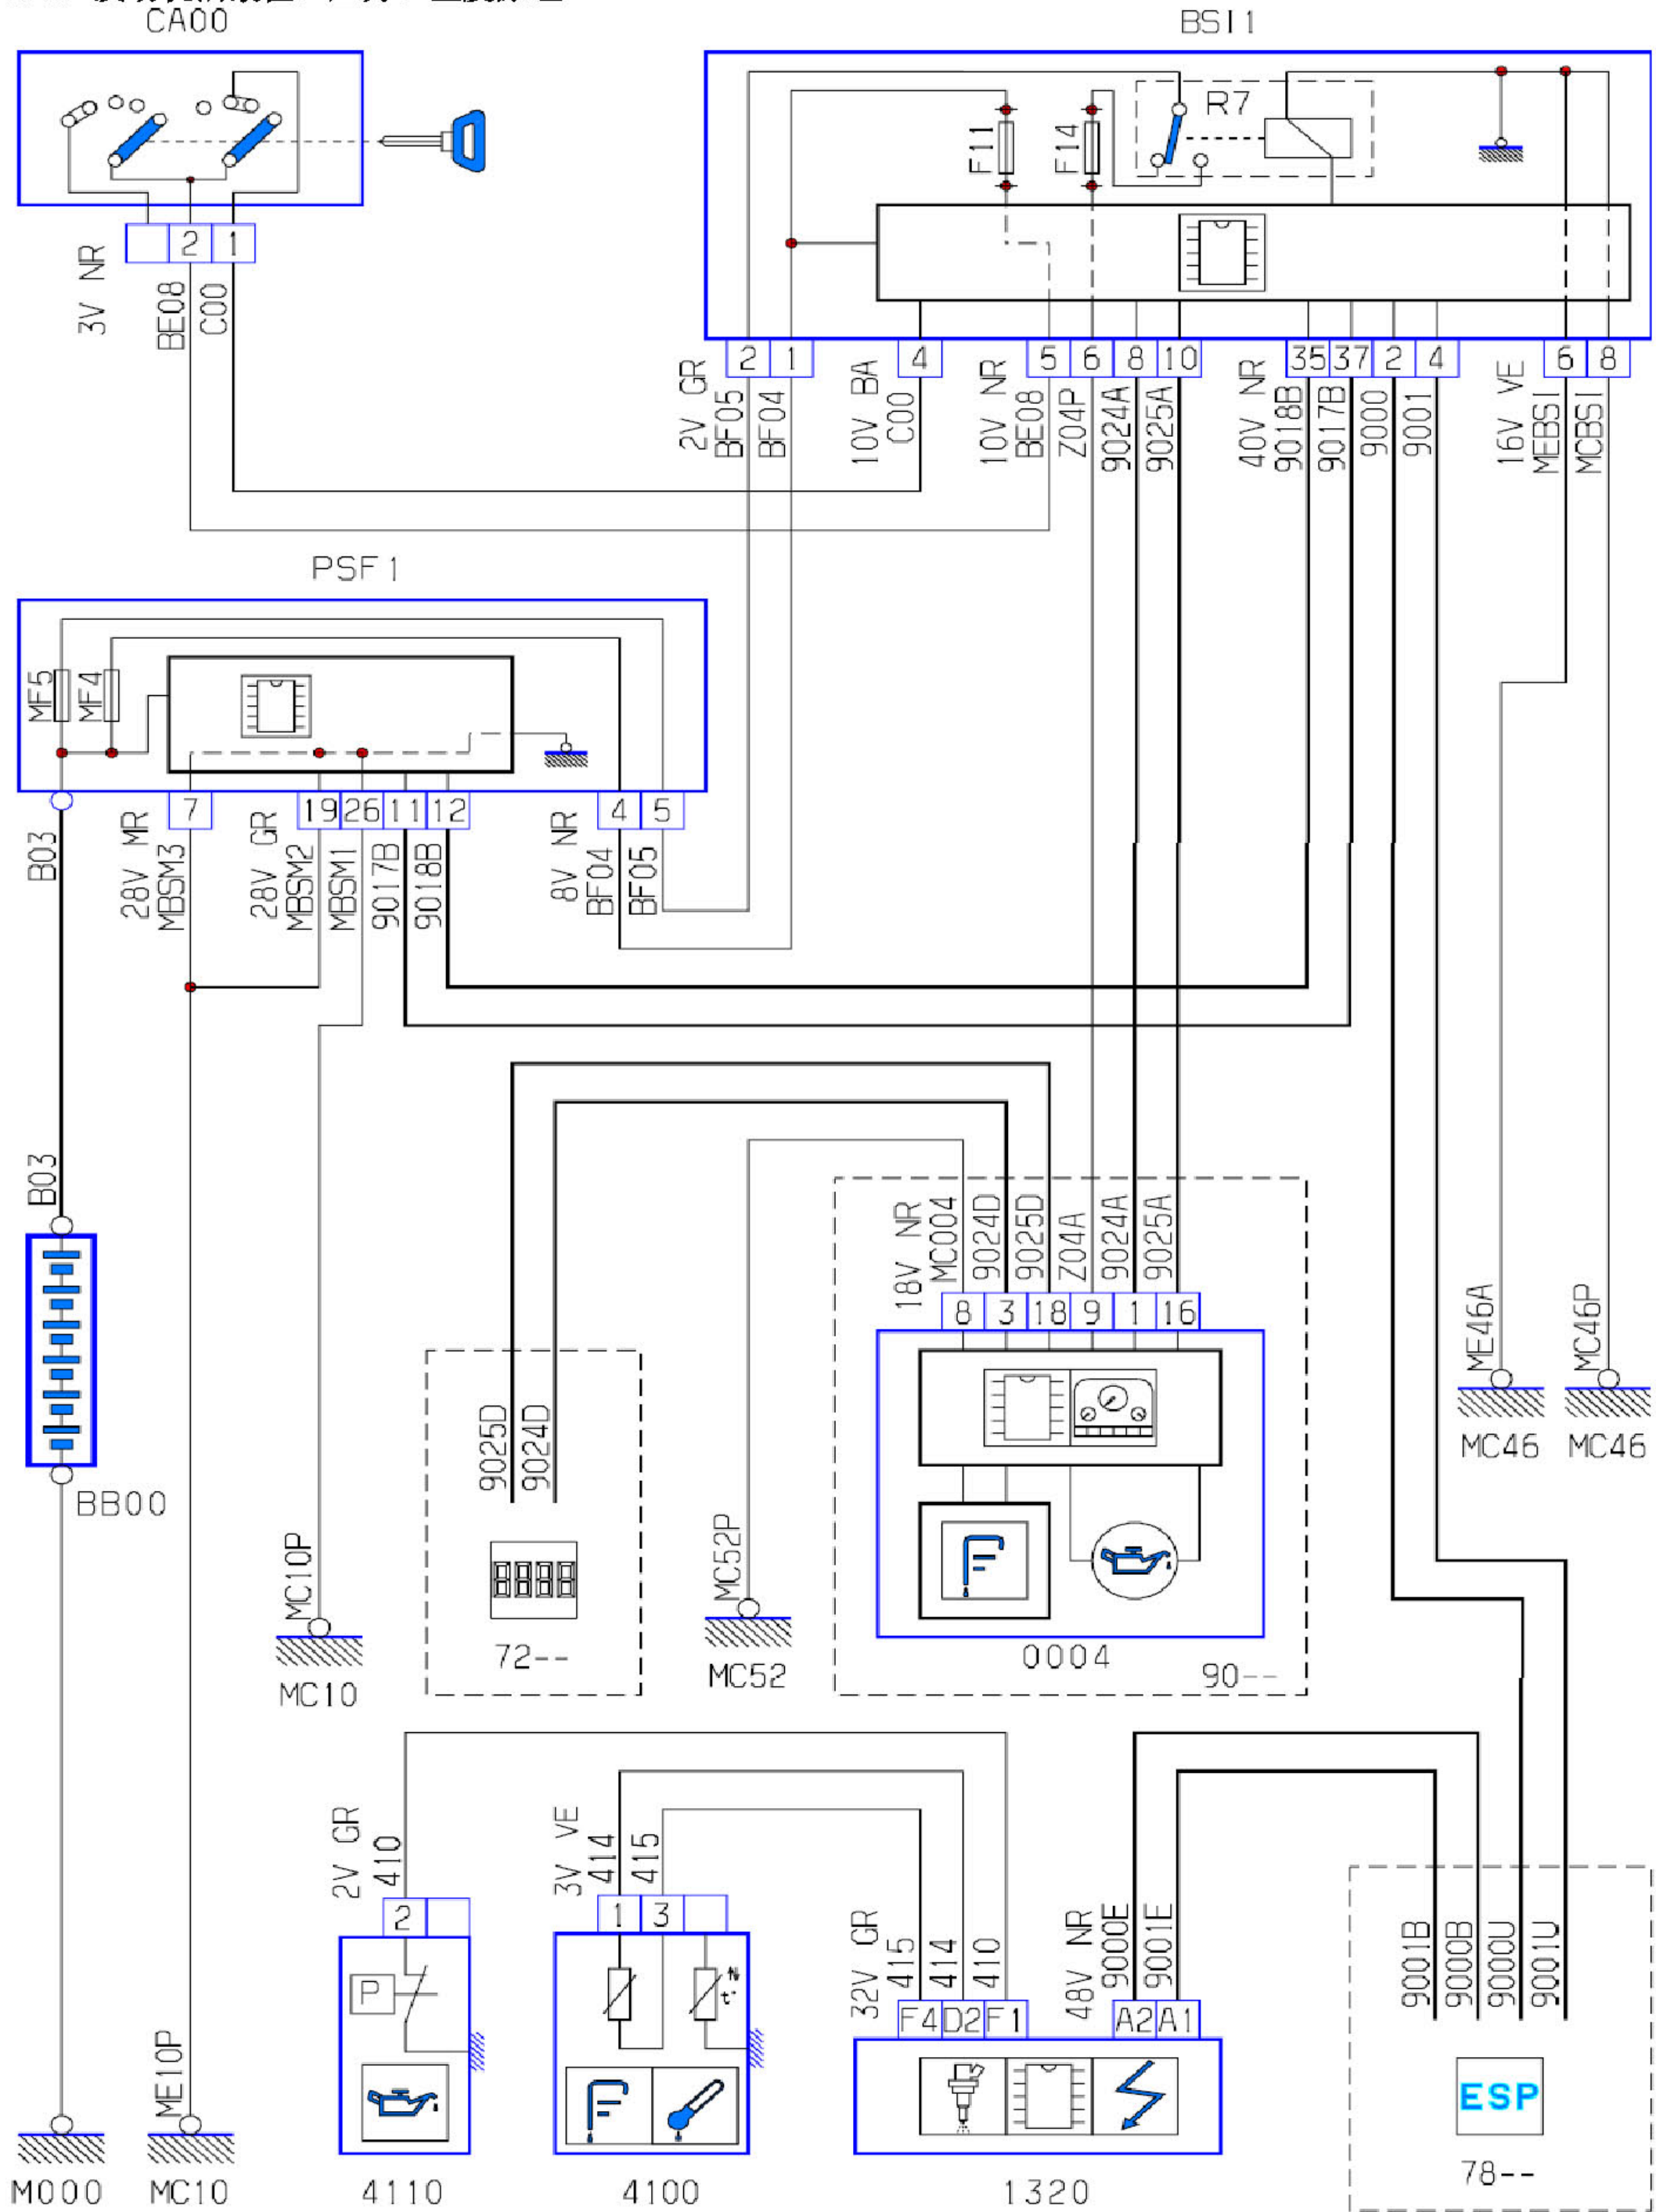 CA00
BSI1
R7
F11
F14
2
1
3V NR
BE08
C00
2
1
4
5
6
8
10
35
37
2
4
6
8
2V GR
BF05
BF04
10V BA
C00
10V NR
BE08
Z04P
9024A
9025A
40V NR
9018B
9017B
9000
9001
16V VE
MEBSI
MCBSI
PSF1
MF5
MF4
7
19
26
11
12
4
5
B03
28V MR
MBSM3
28V GR
MBSM2
MBSM1
9017B
9018B
8V NR
BF04
BF05
B03
18V NR
MC004
9024D
9025D
Z04A
9024A
9025A
8
3
18
9
1
16
ME46A
MC46P
MC46
MC46
9025D
9024D
BB00
MC10P
MC52P
72--
MC10
MC52
0004
90--
2V GR
410
3V VE
414
415
2
1
3
32V GR
415
414
410
48V NR
9000E
9001E
9001B
9000B
9000U
9001U
F4
D2
F1
A2
A1
P
t°
ESP
ME10P
M000
MC10
4110
4100
1320
78--